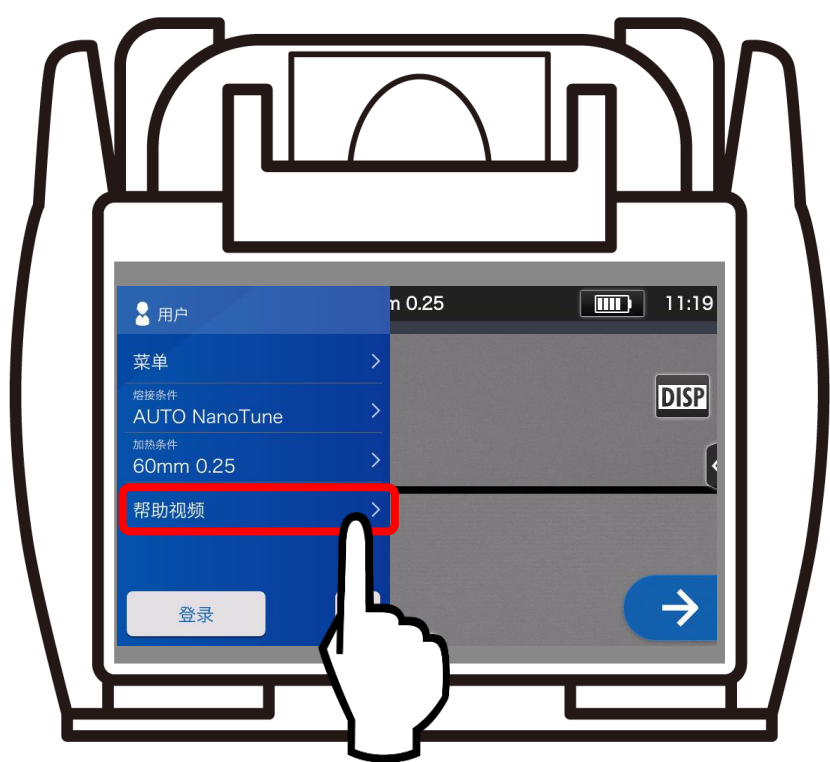 用户
m 0.25
11:19
菜单
DISP
熔接条件
AUTO NanoTune
加热条件
60mm 0.25
帮助视频
登录